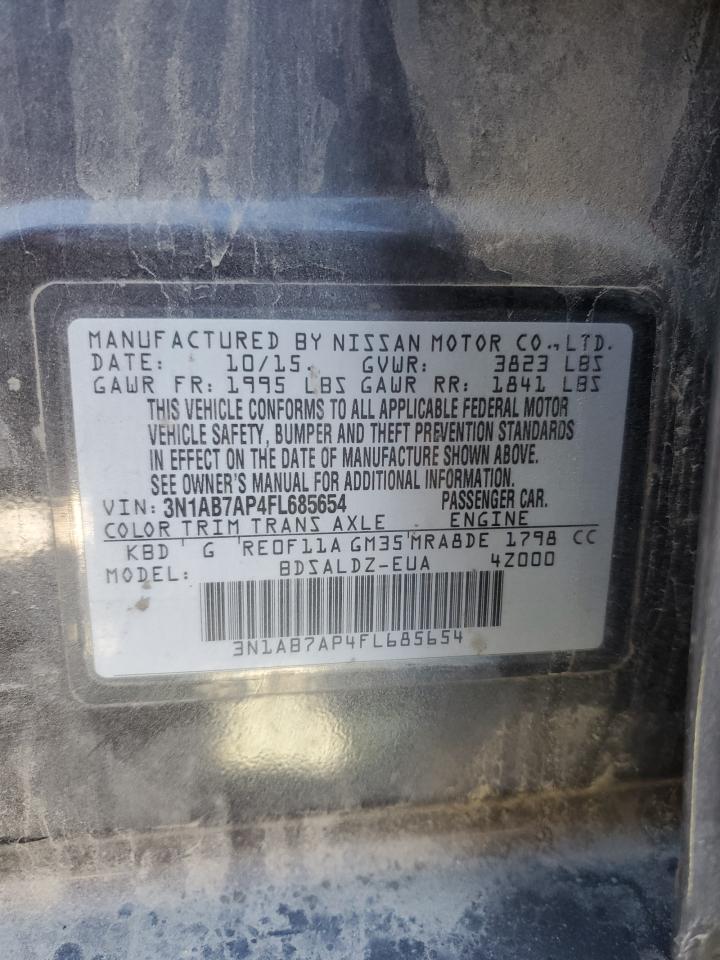 MANUFACTURED BY NISSAN MOTOR CO., LTD.
DATE: 10/15 GVWR: 3823 LBS
GAWR FR: 1995 LBS GAWR RR: 1841 LBS
THIS VEHICLE CONFORMS TO ALL APPLICABLE FEDERAL MOTOR
VEHICLE SAFETY, BUMPER AND THEFT PREVENTION STANDARDS
IN EFFECT ON THE DATE OF MANUFACTURE SHOWN ABOVE.
SEE OWNER'S MANUAL FOR ADDITIONAL INFORMATION.
VIN: 3N1AB7AP4FL685654 PASSENGER CAR.
COLOR TRIM TRANS AXLE ENGINE
KBD G RE0F11A GM35 MRA8DE 1798 CC
MODEL: BDSALDZ-EUA 4Z000
3N1AB7AP4FL685654